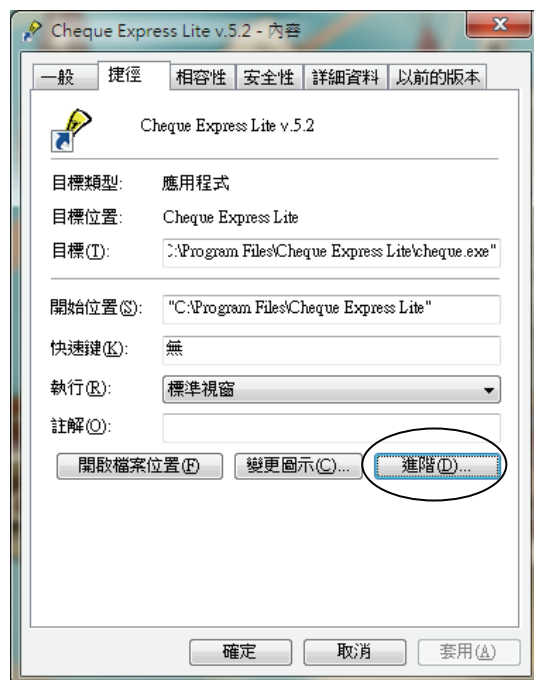 Cheque Express Lite v.5.2 - 內容
一般 捷徑 相容性 安全性 詳細資料 以前的版本
Cheque Express Lite v.5.2
目標類型: 應用程式
目標位置: Cheque Express Lite
目標(T): C:\Program Files\Cheque Express Lite\cheque.exe"
開始位置(S): "C:\Program Files\Cheque Express Lite"
快速鍵(K): 無
執行(R): 標準視窗
註解(O):
開啟檔案位置(F) 變更圖示(C)... 進階(D)...
確定 取消 套用(A)